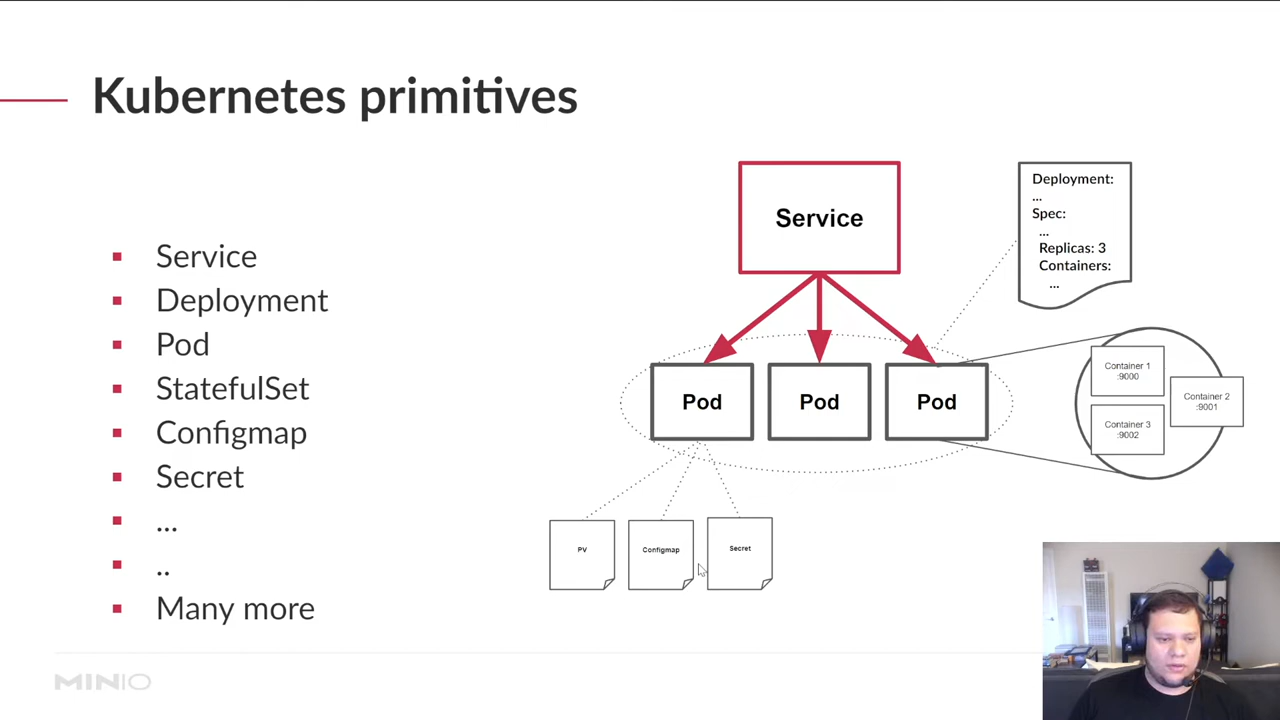 Kubernetes primitives
Service
Deployment
Pod
StatefulSet
Configmap
Secret
...
..
Many more
Service
Deployment:
...
Spec:
...
Replicas: 3
Containers:
...
Pod
Pod
Pod
Container 1
:9000
Container 2
:9001
Container 3
:9002
PV
Configmap
Secret
MINIO